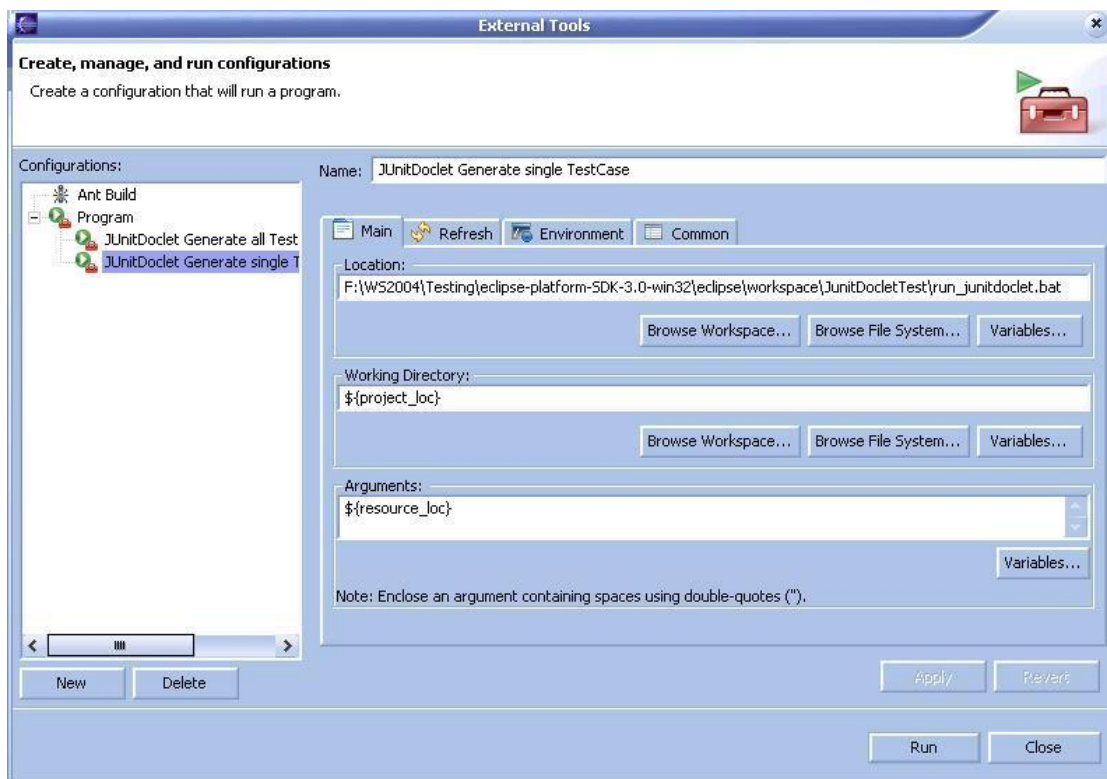 External Tools
Create, manage, and run configurations
Create a configuration that will run a program.
Configurations:
Ant Build
Program
JUnitDoclet Generate all Test
JUnitDoclet Generate single T
New
Delete
Name:
JUnitDoclet Generate single TestCase
Main
Refresh
Environment
Common
Location:
F:\WS2004\Testing\eclipse-platform-SDK-3.0-win32\eclipse\workspace\JunitDocletTest\run_junitdoclet.bat
Browse Workspace...
Browse File System...
Variables...
Working Directory:
${project_loc}
Browse Workspace...
Browse File System...
Variables...
Arguments:
${resource_loc}
Variables...
Note: Enclose an argument containing spaces using double-quotes (").
Apply
Revert
Run
Close